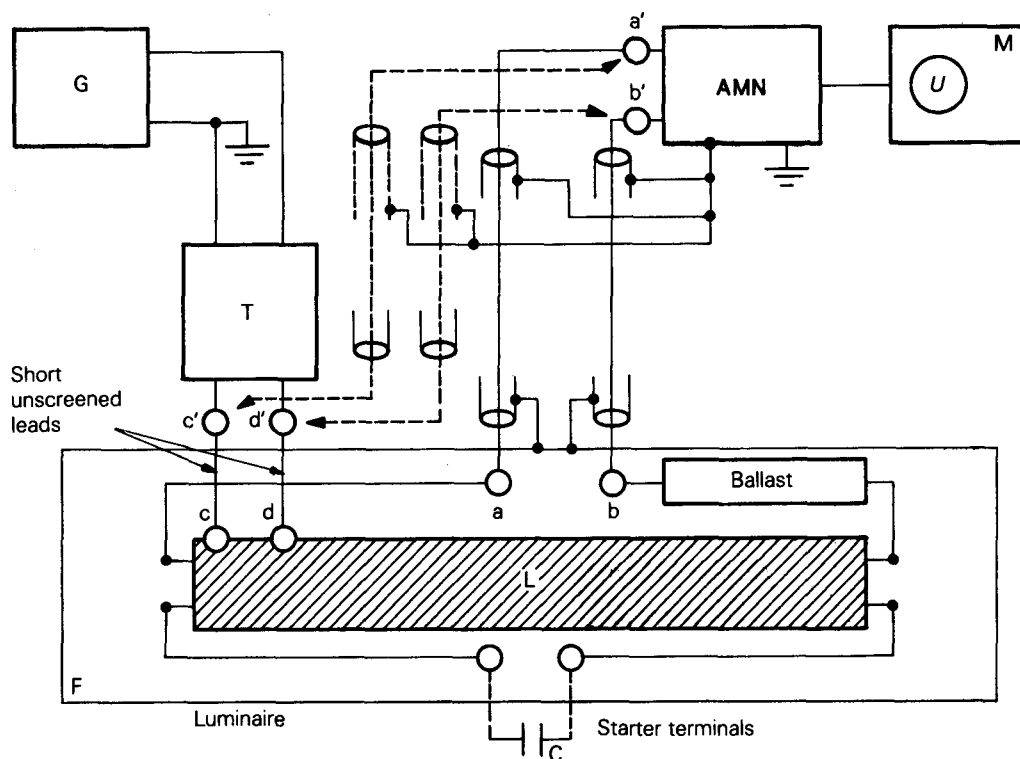 a'
M
G
AMN
U
b'
T
Short
unscreened
leads
c'
d'
c
d
a
b
Ballast
L
F
Luminaire
Starter terminals
C